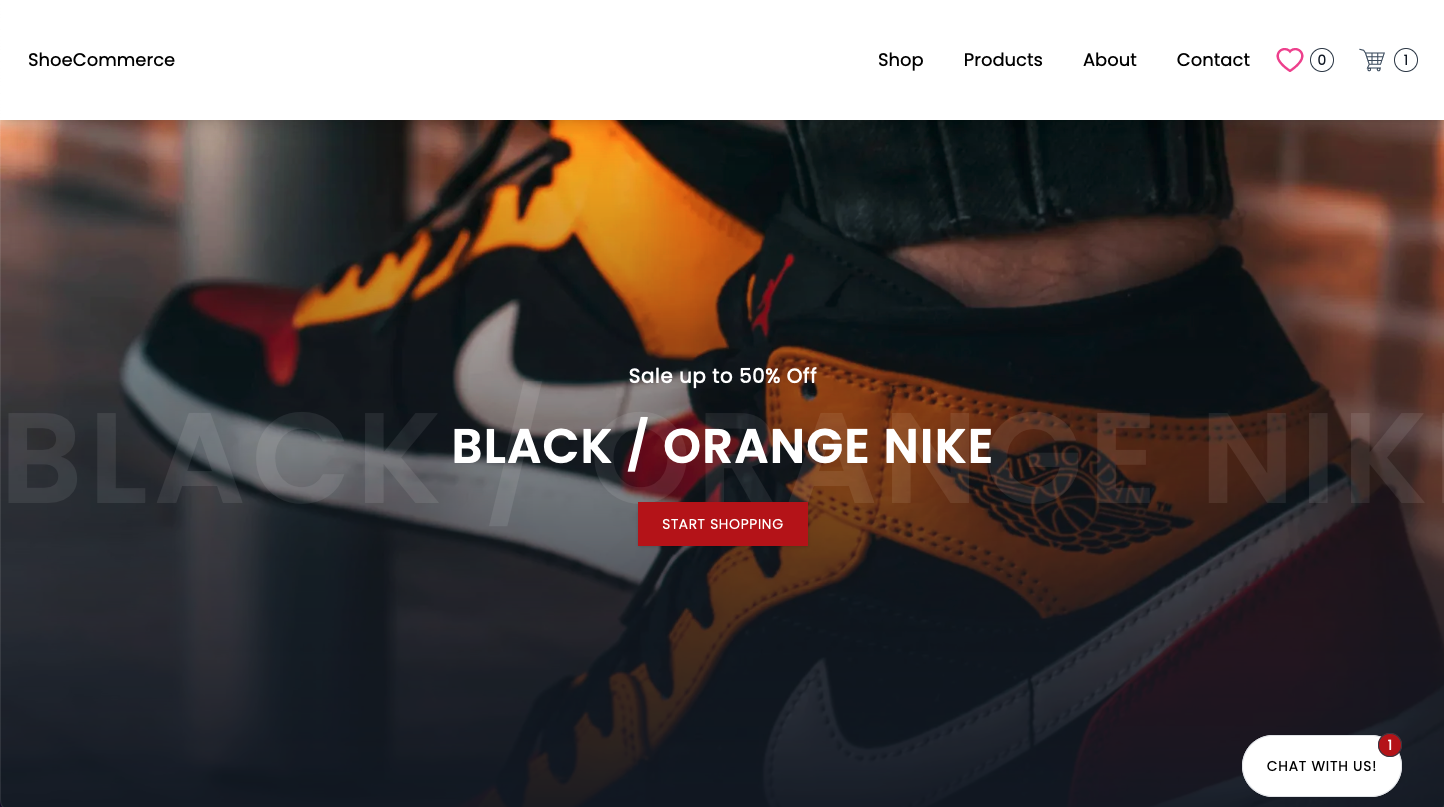 ShoeCommerce
Shop Products About Contact 0 1
Sale up to 50% Off
BLACK / ORANGE NIK
BLACK / ORANGE NIKE
AIR JORDAN
TM
START SHOPPING
1
CHAT WITH US!